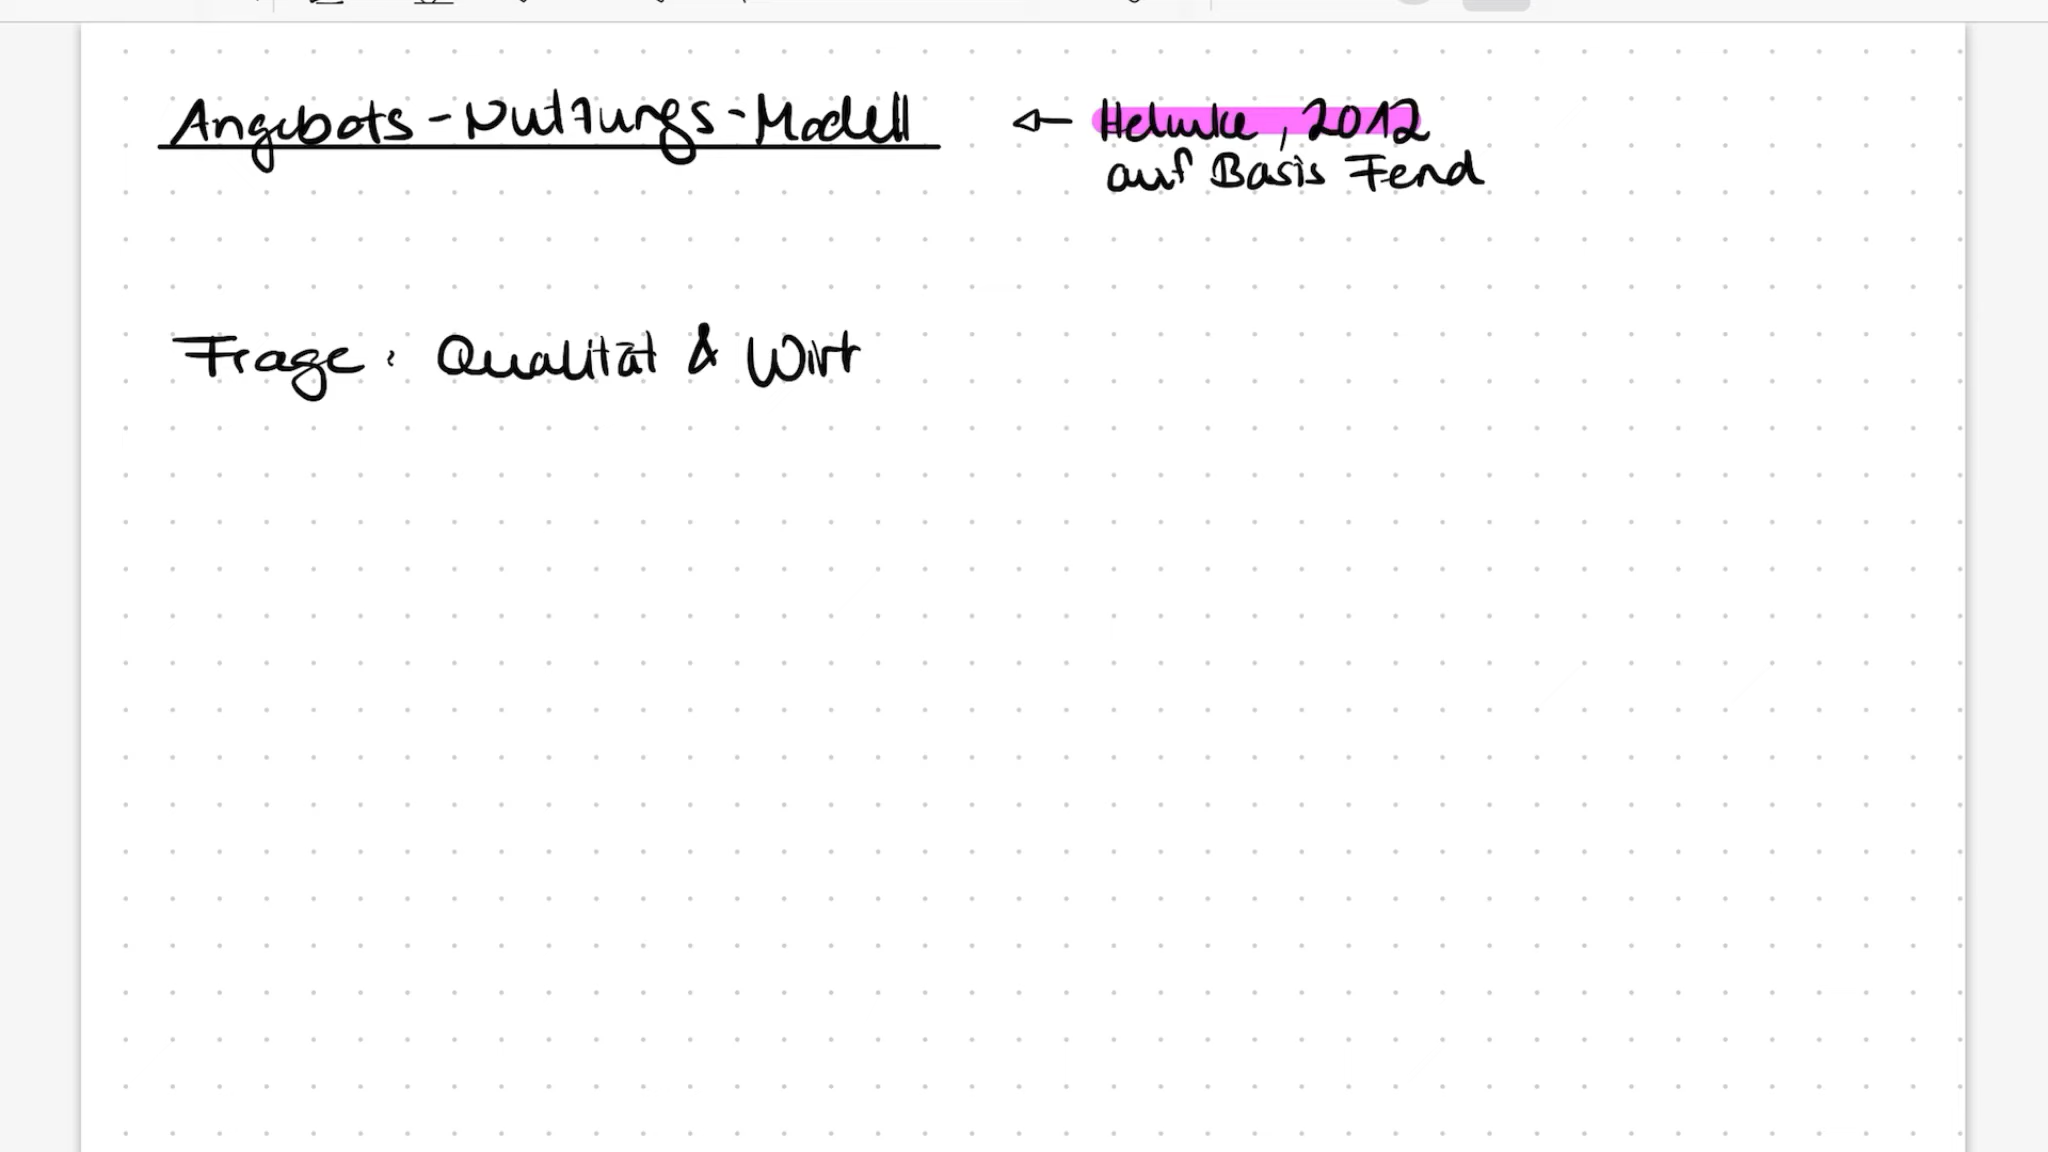 Angebots-Nutzungs-Modell ← Helmke, 2012
auf Basis Fend
Frage: Qualität & Wirt